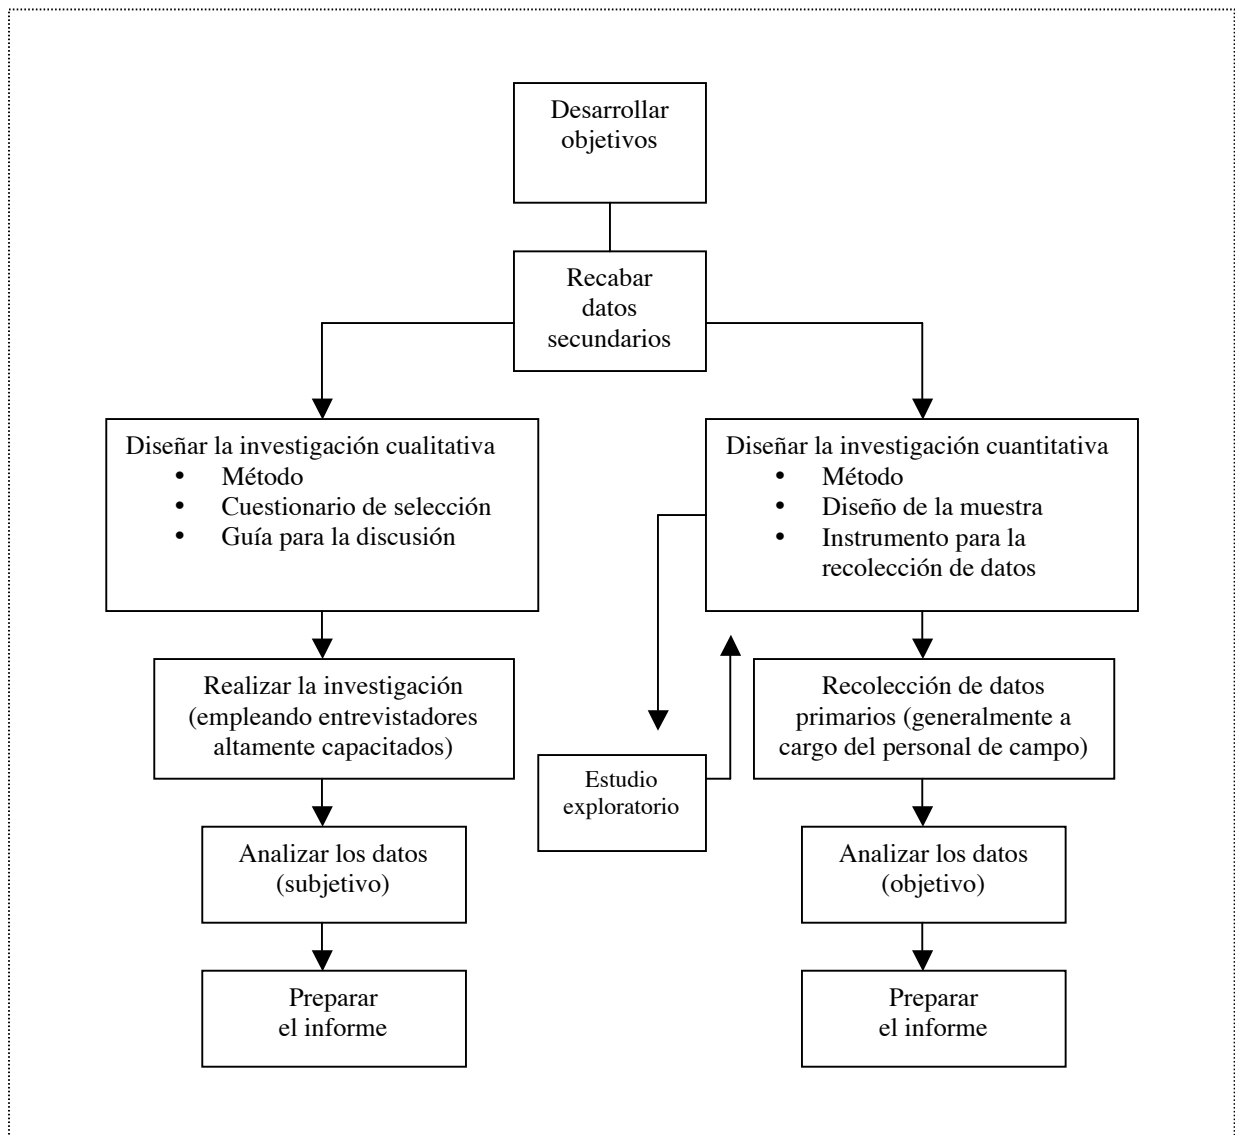 Desarrollar
objetivos
Recabar
datos
secundarios
Diseñar la investigación cualitativa
• Método
• Cuestionario de selección
• Guía para la discusión
Diseñar la investigación cuantitativa
• Método
• Diseño de la muestra
• Instrumento para la
recolección de datos
Realizar la investigación
(empleando entrevistadores
altamente capacitados)
Estudio
exploratorio
Recolección de datos
primarios (generalmente a
cargo del personal de campo)
Analizar los datos
(subjetivo)
Analizar los datos
(objetivo)
Preparar
el informe
Preparar
el informe